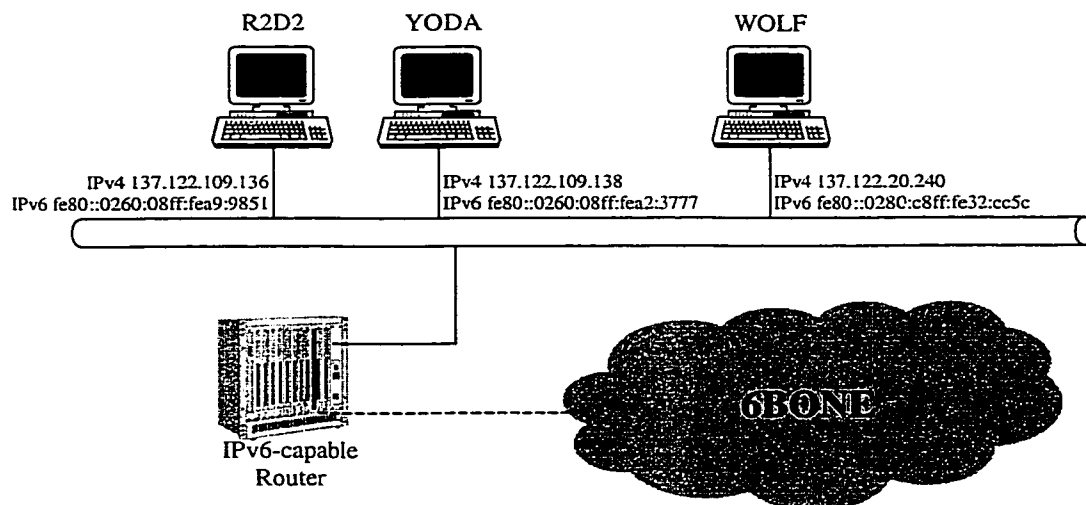 R2D2
YODA
WOLF
IPv4 137.122.109.136
IPv6 fe80::0260:08ff:fea9:9851
IPv4 137.122.109.138
IPv6 fe80::0260:08ff:fea2:3777
IPv4 137.122.20.240
IPv6 fe80::0280:c8ff:fe32:cc5c
IPv6-capable
Router
6BONE